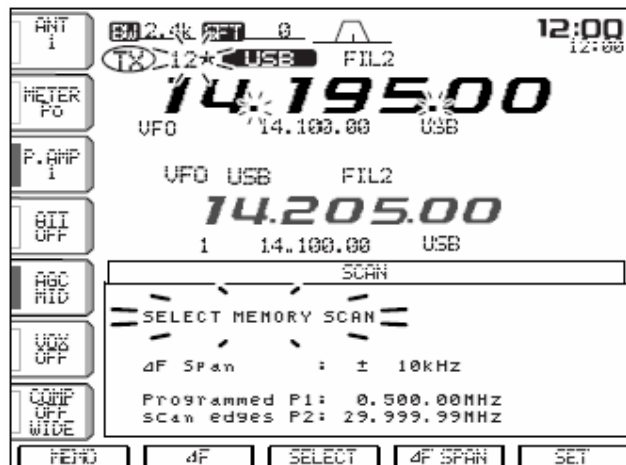 ANT
1
BW 2.4k SFT 0
12:00
12:00
TX 12★ USB FIL2
14.195.00
VFO 14.100.00 USB
METER
Po
P.AMP
1
VFO USB FIL2
14.205.00
1 14.100.00 USB
ATT
OFF
AGC
MID
VOX
OFF
COMP
OFF
WIDE
SCAN
SELECT MEMORY SCAN
ΔF Span : ± 10kHz
Programmed P1: 0.500.00MHz
scan edges P2: 29.999.99MHz
MEMO ΔF SELECT ΔF SPAN SET